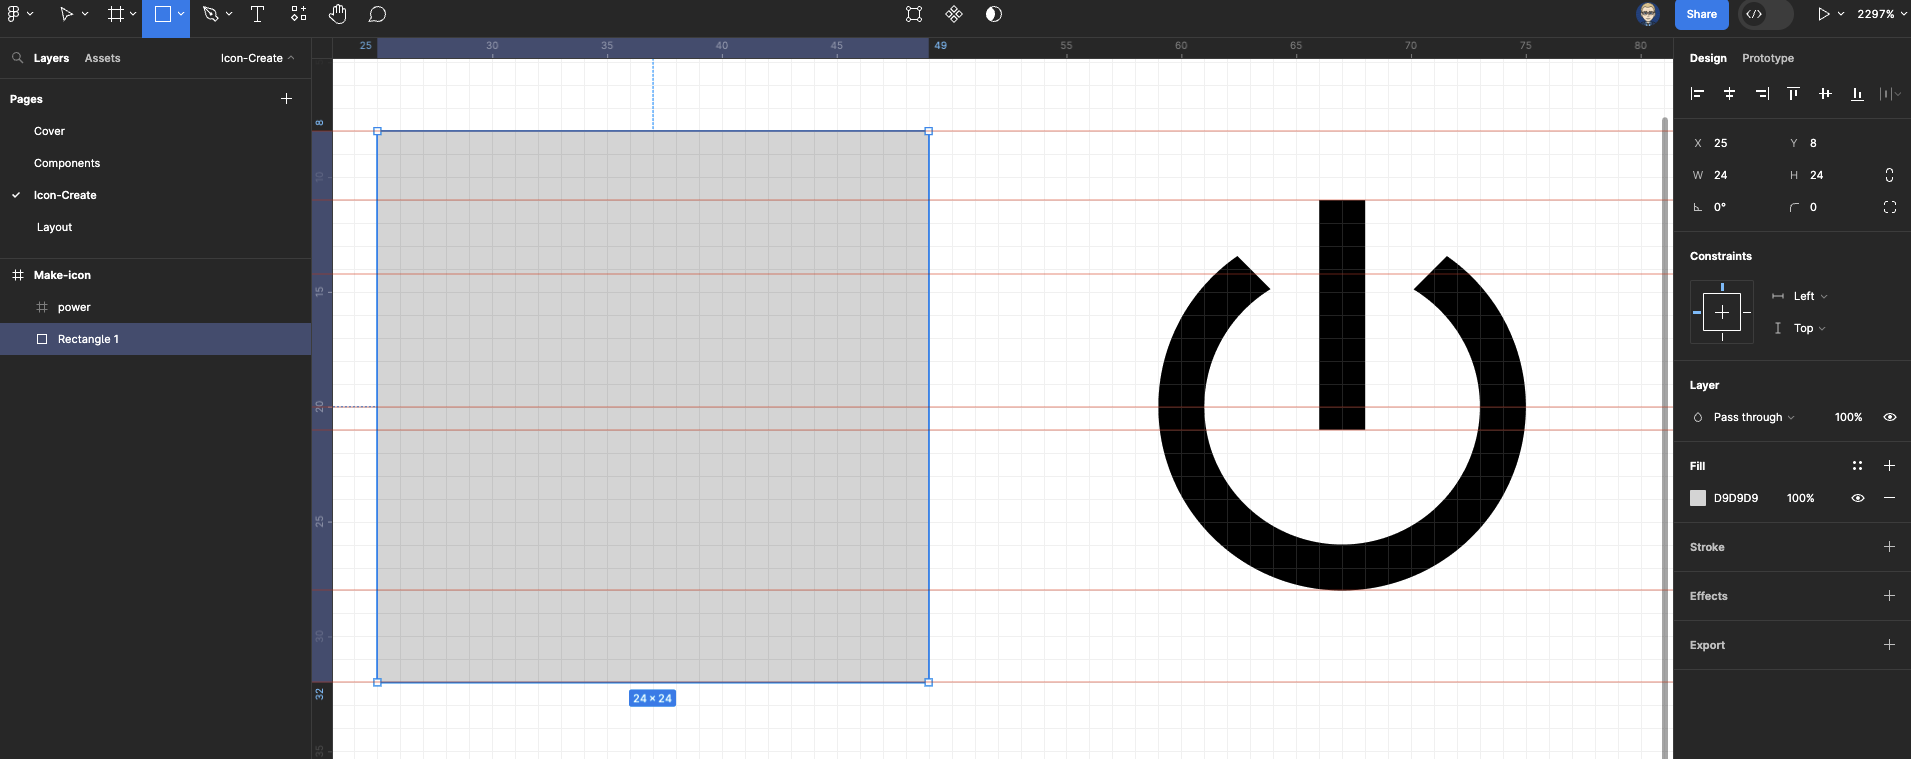 Share
2297%
Layers Assets Icon-Create
Pages
Cover
Components
Icon-Create
Layout
Make-icon
power
Rectangle 1
25 30 35 40 45 49 55 60 65 70 75 80
8
10
15
20
25
30
32
35
24 × 24
Design Prototype
X 25 Y 8
W 24 H 24
0° 0
Constraints
Left
Top
Layer
Pass through 100%
Fill
D9D9D9 100%
Stroke
Effects
Export